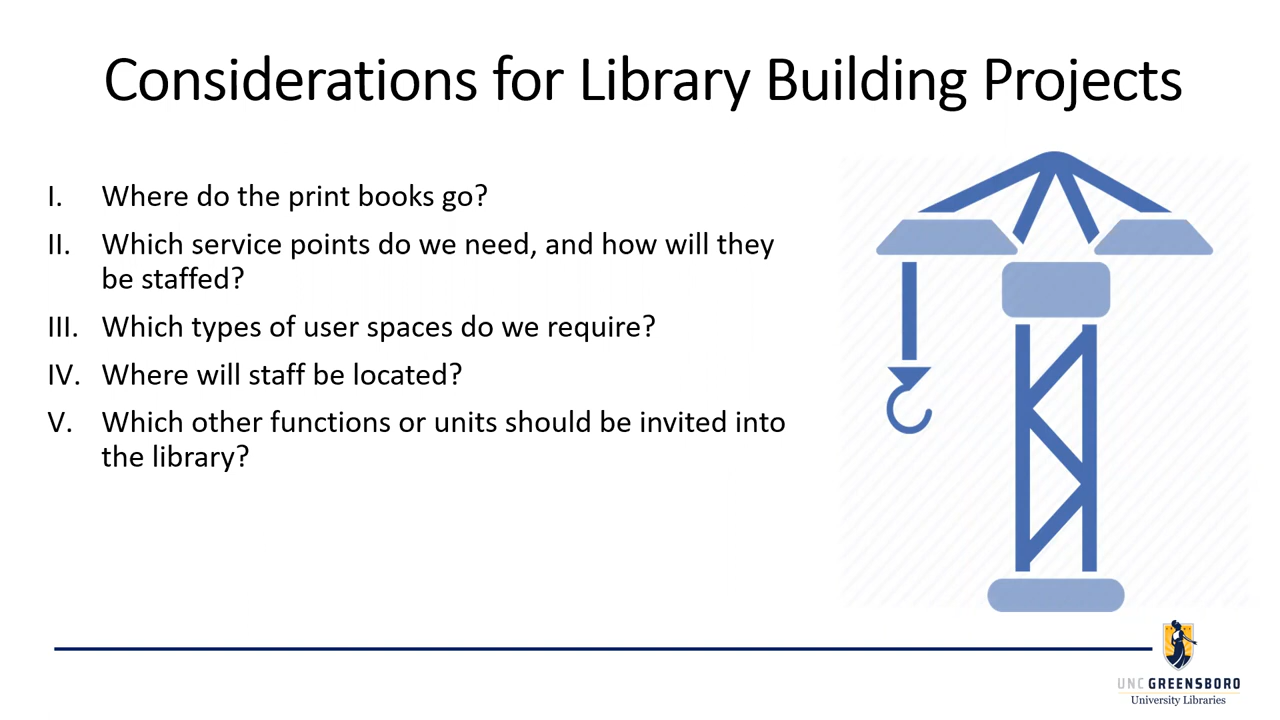 Considerations for Library Building Projects
I. Where do the print books go?
II. Which service points do we need, and how will they
be staffed?
III. Which types of user spaces do we require?
IV. Where will staff be located?
V. Which other functions or units should be invited into
the library?
UNC GREENSBORO
University Libraries